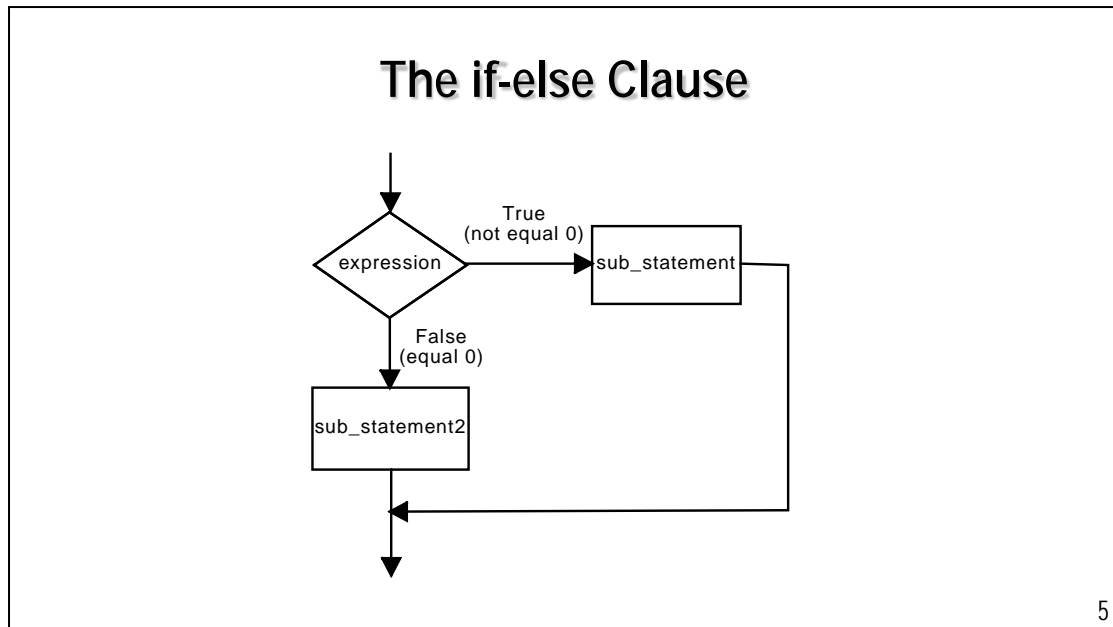 The if-else Clause
True
(not equal 0)
expression
sub_statement
False
(equal 0)
sub_statement2
5